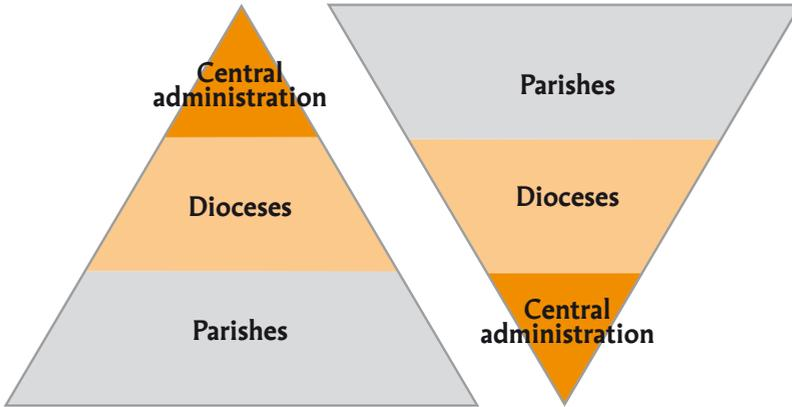 Central
administration
Dioceses
Parishes
Parishes
Dioceses
Central
administration